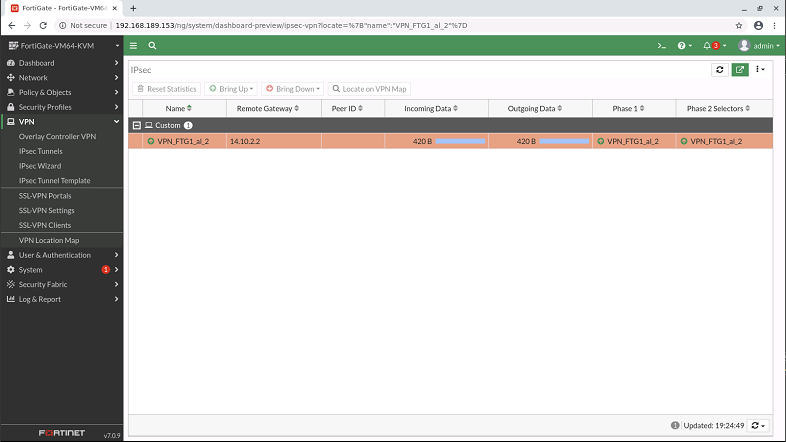 FortiGate - FortiGate-VM64
Not secure
192.168.189.153/ng/system/dashboard-preview/ipsec-vpn?locate=%7B"name":"VPN_FTG1_al_2"%7D
FortiGate-VM64-KVM
>_
?
3
admin
Dashboard
Network
Policy & Objects
Security Profiles
VPN
Overlay Controller VPN
IPsec Tunnels
IPsec Wizard
IPsec Tunnel Template
SSL-VPN Portals
SSL-VPN Settings
SSL-VPN Clients
VPN Location Map
User & Authentication
System 1
Security Fabric
Log & Report
FORTINET v7.0.9
IPsec
Reset Statistics Bring Up Bring Down Locate on VPN Map
Name Remote Gateway Peer ID Incoming Data Outgoing Data Phase 1 Phase 2 Selectors
Custom 1
VPN_FTG1_al_2 14.10.2.2 420 B 420 B VPN_FTG1_al_2 VPN_FTG1_al_2
1 Updated: 19:24:49